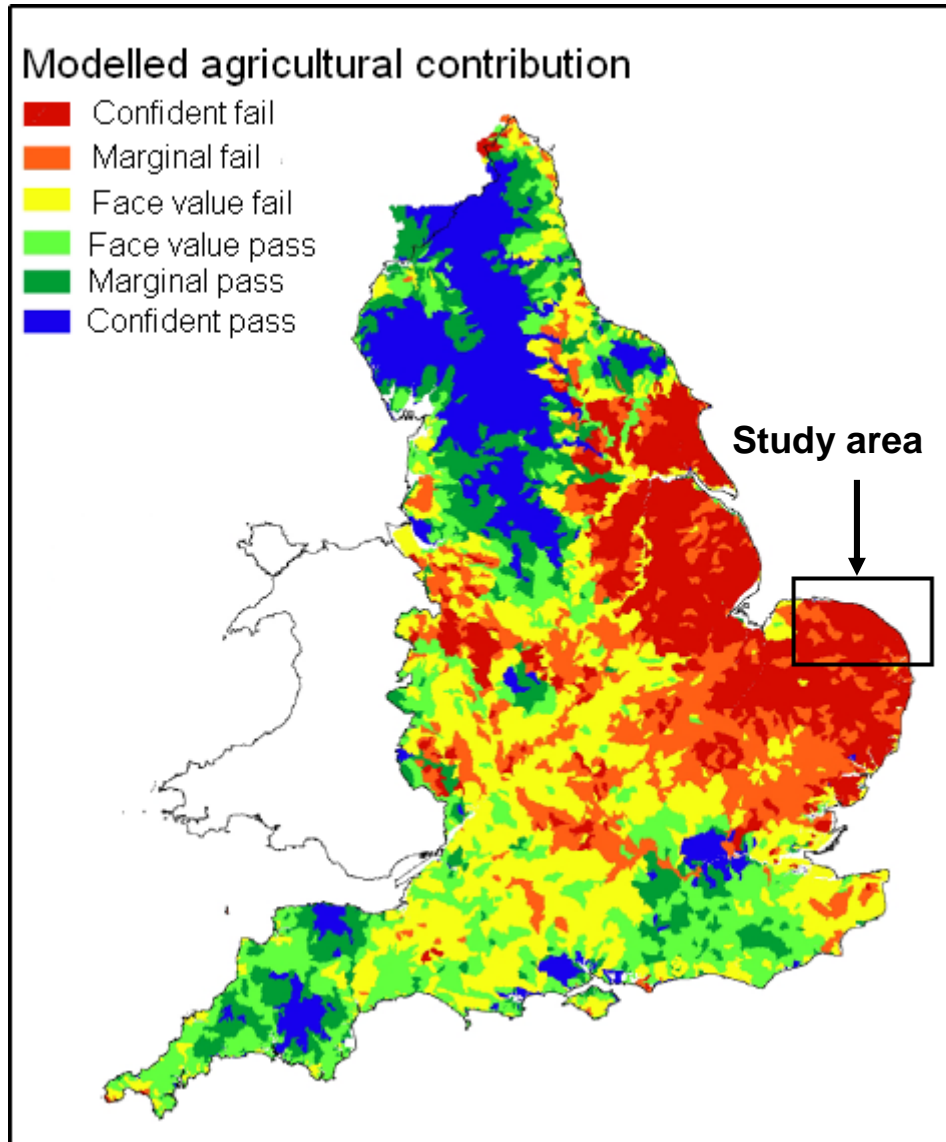 Modelled agricultural contribution
Confident fail
Marginal fail
Face value fail
Face value pass
Marginal pass
Confident pass
Study area